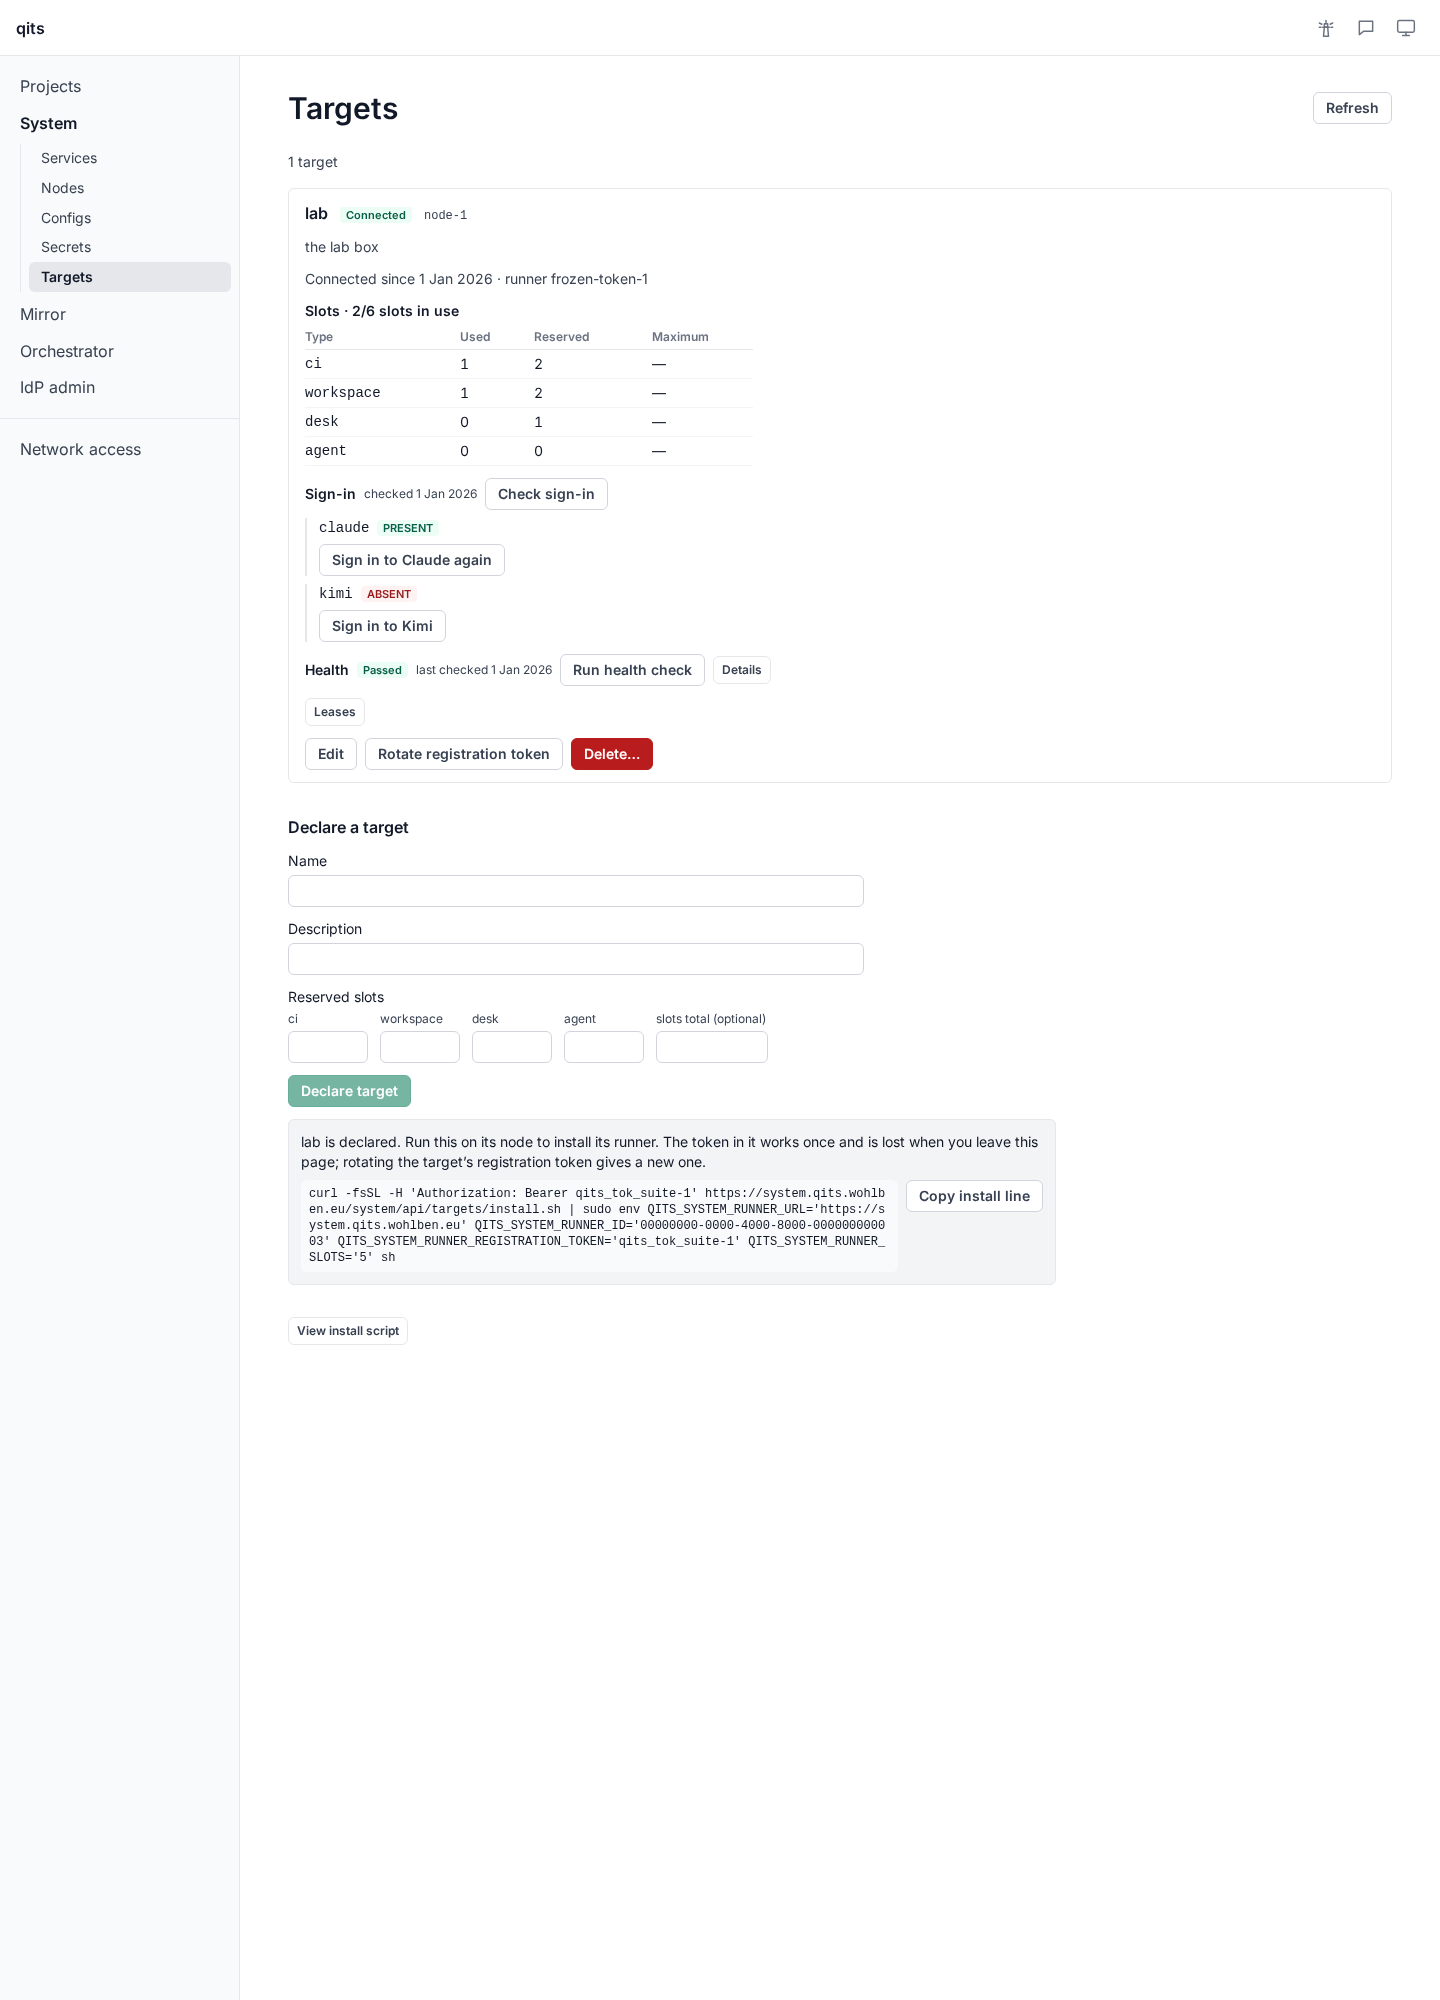 qits
Projects
System
Services
Nodes
Configs
Secrets
Targets
Mirror
Orchestrator
IdP admin
Network access
Targets
Refresh
1 target
lab Connected node-1
the lab box
Connected since 1 Jan 2026 · runner frozen-token-1
Slots · 2/6 slots in use
Type Used Reserved Maximum
ci 1 2 —
workspace 1 2 —
desk 0 1 —
agent 0 0 —
Sign-in checked 1 Jan 2026 Check sign-in
claude PRESENT
Sign in to Claude again
kimi ABSENT
Sign in to Kimi
Health Passed last checked 1 Jan 2026 Run health check Details
Leases
Edit Rotate registration token Delete...
Declare a target
Name
Description
Reserved slots
ci workspace desk agent slots total (optional)
Declare target
lab is declared. Run this on its node to install its runner. The token in it works once and is lost when you leave this
page; rotating the target’s registration token gives a new one.
curl -fsSL -H 'Authorization: Bearer qits_tok_suite-1' https://system.qits.wohlb
en.eu/system/api/targets/install.sh | sudo env QITS_SYSTEM_RUNNER_URL='https://s
ystem.qits.wohlben.eu' QITS_SYSTEM_RUNNER_ID='00000000-0000-4000-8000-0000000000
03' QITS_SYSTEM_RUNNER_REGISTRATION_TOKEN='qits_tok_suite-1' QITS_SYSTEM_RUNNER_
SLOTS='5' sh
Copy install line
View install script